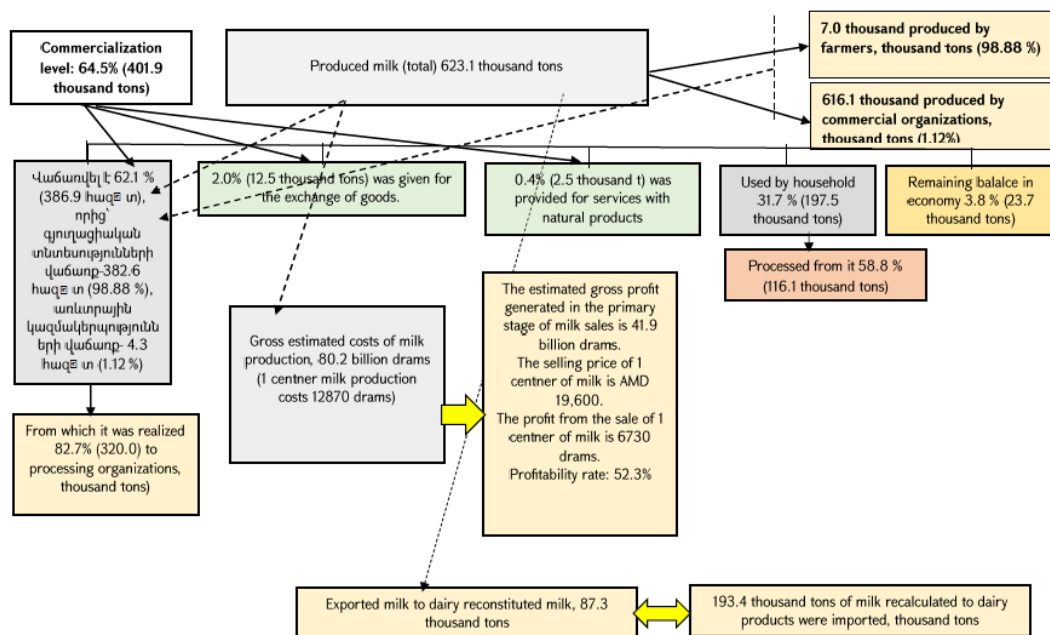 Commercialization
level: 64.5% (401.9
thousand tons)
Produced milk (total) 623.1 thousand tons
7.0 thousand produced by
farmers, thousand tons (98.88 %)
616.1 thousand produced by
commercial organizations,
thousand tons (1.12%)
Վաճառվել է 62.1 %
(386.9 հազ տ),
որից՝
գյուղացիական
տնտեսությունների
վաճառք-382.6
հազ տ (98.88 %),
առևտրային
կազմակերպությունն
երի վաճառք- 4.3
հազ տ (1.12 %)
2.0% (12.5 thousand tons) was given for
the exchange of goods.
0.4% (2.5 thousand t) was
provided for services with
natural products
Used by household
31.7 % (197.5
thousand tons)
Remaining balalce in
economy 3.8 % (23.7
thousand tons)
Processed from it 58.8 %
(116.1 thousand tons)
Gross estimated costs of milk
production, 80.2 billion drams
(1 centner milk production
costs 12870 drams)
The estimated gross profit
generated in the primary
stage of milk sales is 41.9
billion drams.
The selling price of 1
centner of milk is AMD
19,600.
The profit from the sale of 1
centner of milk is 6730
drams.
Profitability rate: 52.3%
From which it was realized
82.7% (320.0) to
processing organizations,
thousand tons)
Exported milk to dairy reconstituted milk, 87.3
thousand tons
193.4 thousand tons of milk recalculated to dairy
products were imported, thousand tons